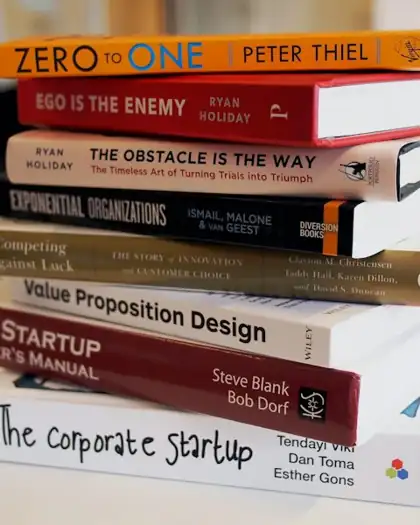 ZERO TO ONE | PETER THIEL
EGO IS THE ENEMY RYAN HOLIDAY P
RYAN HOLIDAY THE OBSTACLE IS THE WAY
The Timeless Art of Turning Trials into Triumph
EXPONENTIAL ORGANIZATIONS ISMAIL, MALONE & VAN GEEST DIVERSION BOOKS
Competing Against Luck THE STORY of INNOVATION and CUSTOMER CHOICE Clayton M. Christensen
Taddy Hall, Karen Dillon,
and David S. Duncan
Value Proposition Design WILEY
STARTUP
ER'S MANUAL
Steve Blank
Bob Dorf
K&S
The Corporate Startup
Tendayi Viki
Dan Toma
Esther Gons